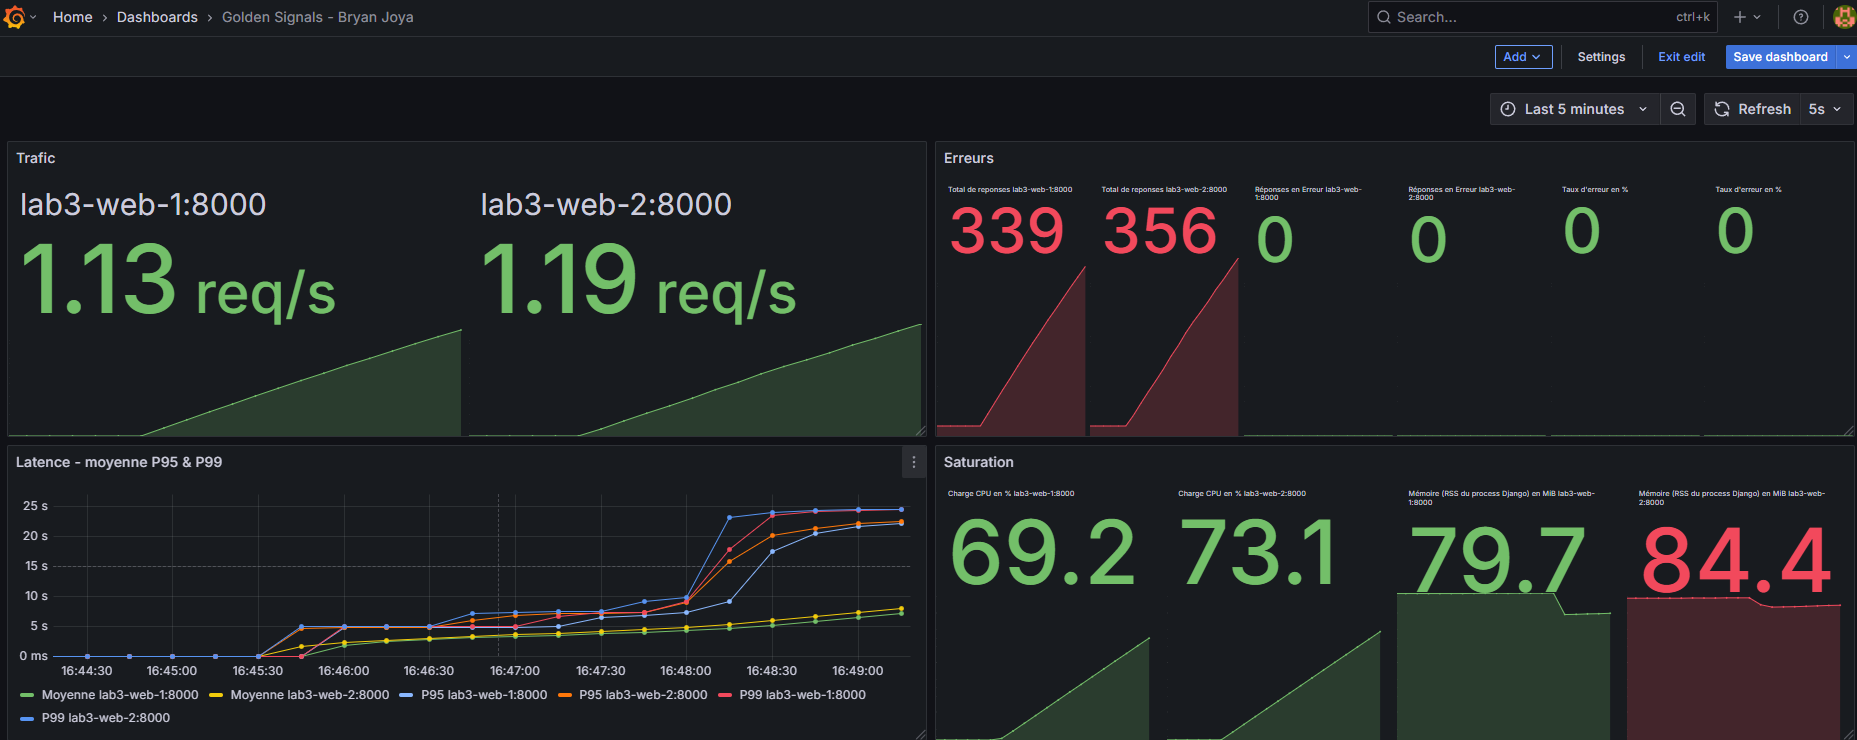 Home › Dashboards › Golden Signals - Bryan Joya
Search... ctrl+k
Add Settings Exit edit Save dashboard
Last 5 minutes Refresh 5s
Trafic
lab3-web-1:8000 lab3-web-2:8000
1.13 req/s 1.19 req/s
Erreurs
Total de reponses lab3-web-1:8000
339
Total de reponses lab3-web-2:8000
356
Réponses en Erreur lab3-web-
1:8000
0
Réponses en Erreur lab3-web-
2:8000
0
Taux d'erreur en %
0
Taux d'erreur en %
0
Latence - moyenne P95 & P99
25 s
20 s
15 s
10 s
5 s
0 ms
16:44:30 16:45:00 16:45:30 16:46:00 16:46:30 16:47:00 16:47:30 16:48:00 16:48:30 16:49:00
Moyenne lab3-web-1:8000 Moyenne lab3-web-2:8000 P95 lab3-web-1:8000 P95 lab3-web-2:8000 P99 lab3-web-1:8000
P99 lab3-web-2:8000
Saturation
Charge CPU en % lab3-web-1:8000
69.2
Charge CPU en % lab3-web-2:8000
73.1
Mémoire (RSS du process Django) en MiB lab3-web-
1:8000
79.7
Mémoire (RSS du process Django) en MiB lab3-web-
2:8000
84.4